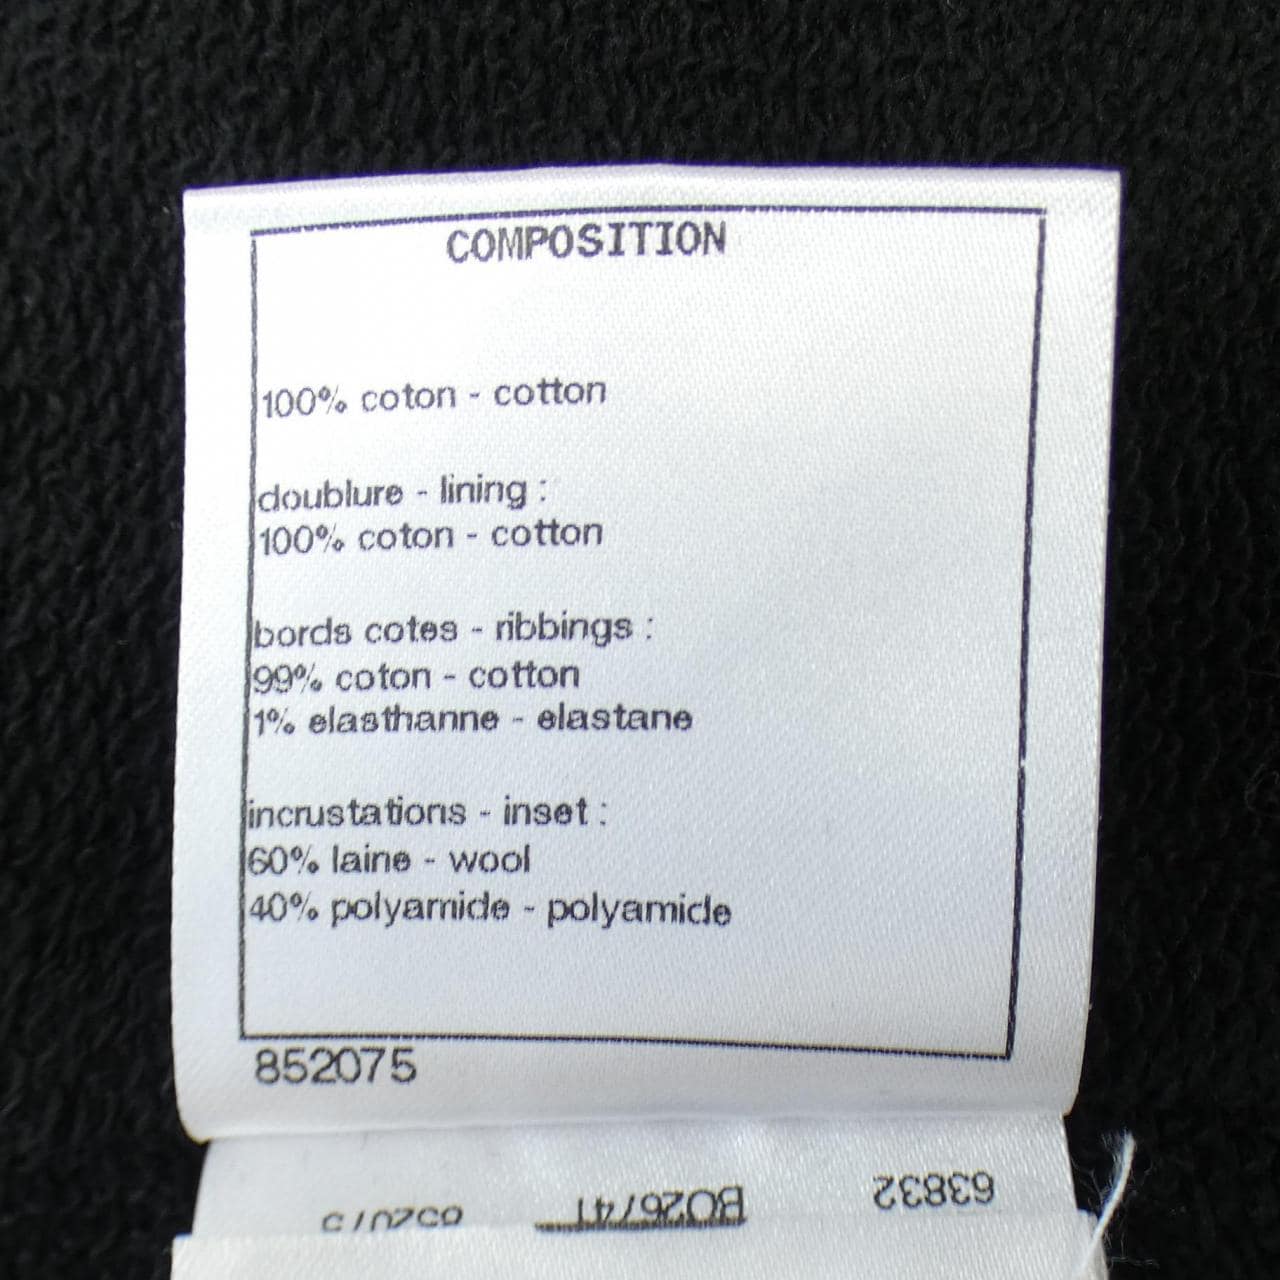 COMPOSITION
100% coton - cotton
doublure - lining :
100% coton - cotton
bords cotes - ribbings :
99% coton - cotton
1% elasthanne - elastane
incrustations - inset :
60% laine - wool
40% polyamide - polyamide
852075
63832